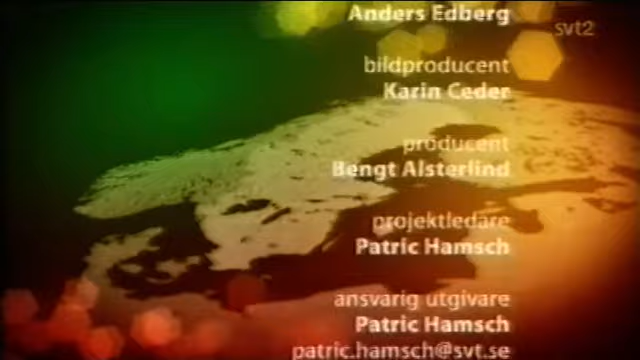 Anders Edberg
svt2
bildproducent
Karin Ceder
producent
Bengt Alsterlind
projektledare
Patric Hamsch
ansvarig utgivare
Patric Hamsch
patric.hamsch@svt.se